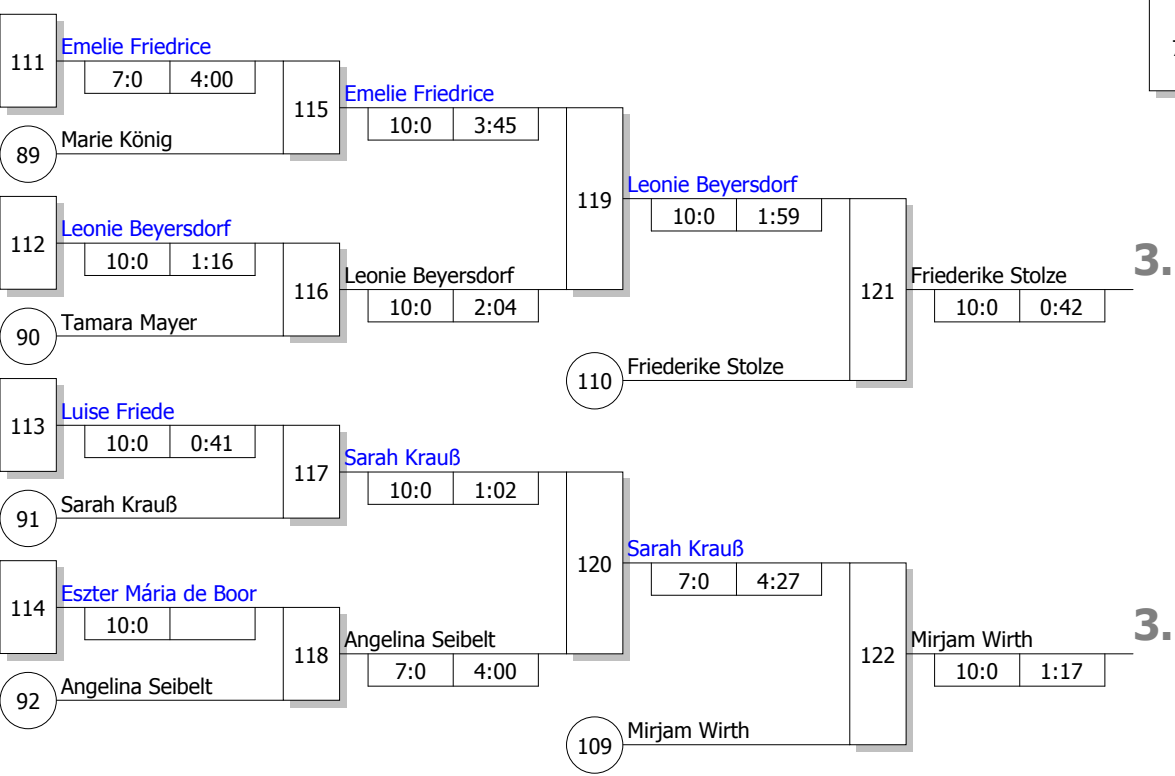 111
Emelie Friedrice
7:0 4:00
89
Marie König
115
Emelie Friedrice
10:0 3:45
112
Leonie Beyersdorf
10:0 1:16
90
Tamara Mayer
116
Leonie Beyersdorf
10:0 2:04
119
Leonie Beyersdorf
10:0 1:59
110
Friederike Stolze
121
Friederike Stolze
10:0 0:42
3.
113
Luise Friede
10:0 0:41
91
Sarah Krauß
117
Sarah Krauß
10:0 1:02
114
Eszter Mária de Boor
10:0
92
Angelina Seibelt
118
Angelina Seibelt
7:0 4:00
120
Sarah Krauß
7:0 4:27
109
Mirjam Wirth
122
Mirjam Wirth
10:0 1:17
3.